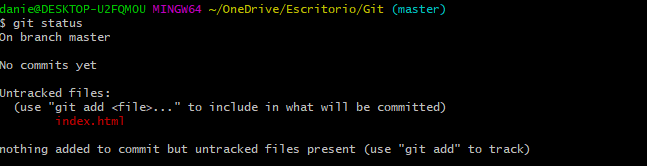 danie@DESKTOP-U2FQMOU MINGW64 ~/OneDrive/Escritorio/Git (master)
$ git status
On branch master
No commits yet
Untracked files:
(use "git add <file>..." to include in what will be committed)
index.html
nothing added to commit but untracked files present (use "git add" to track)